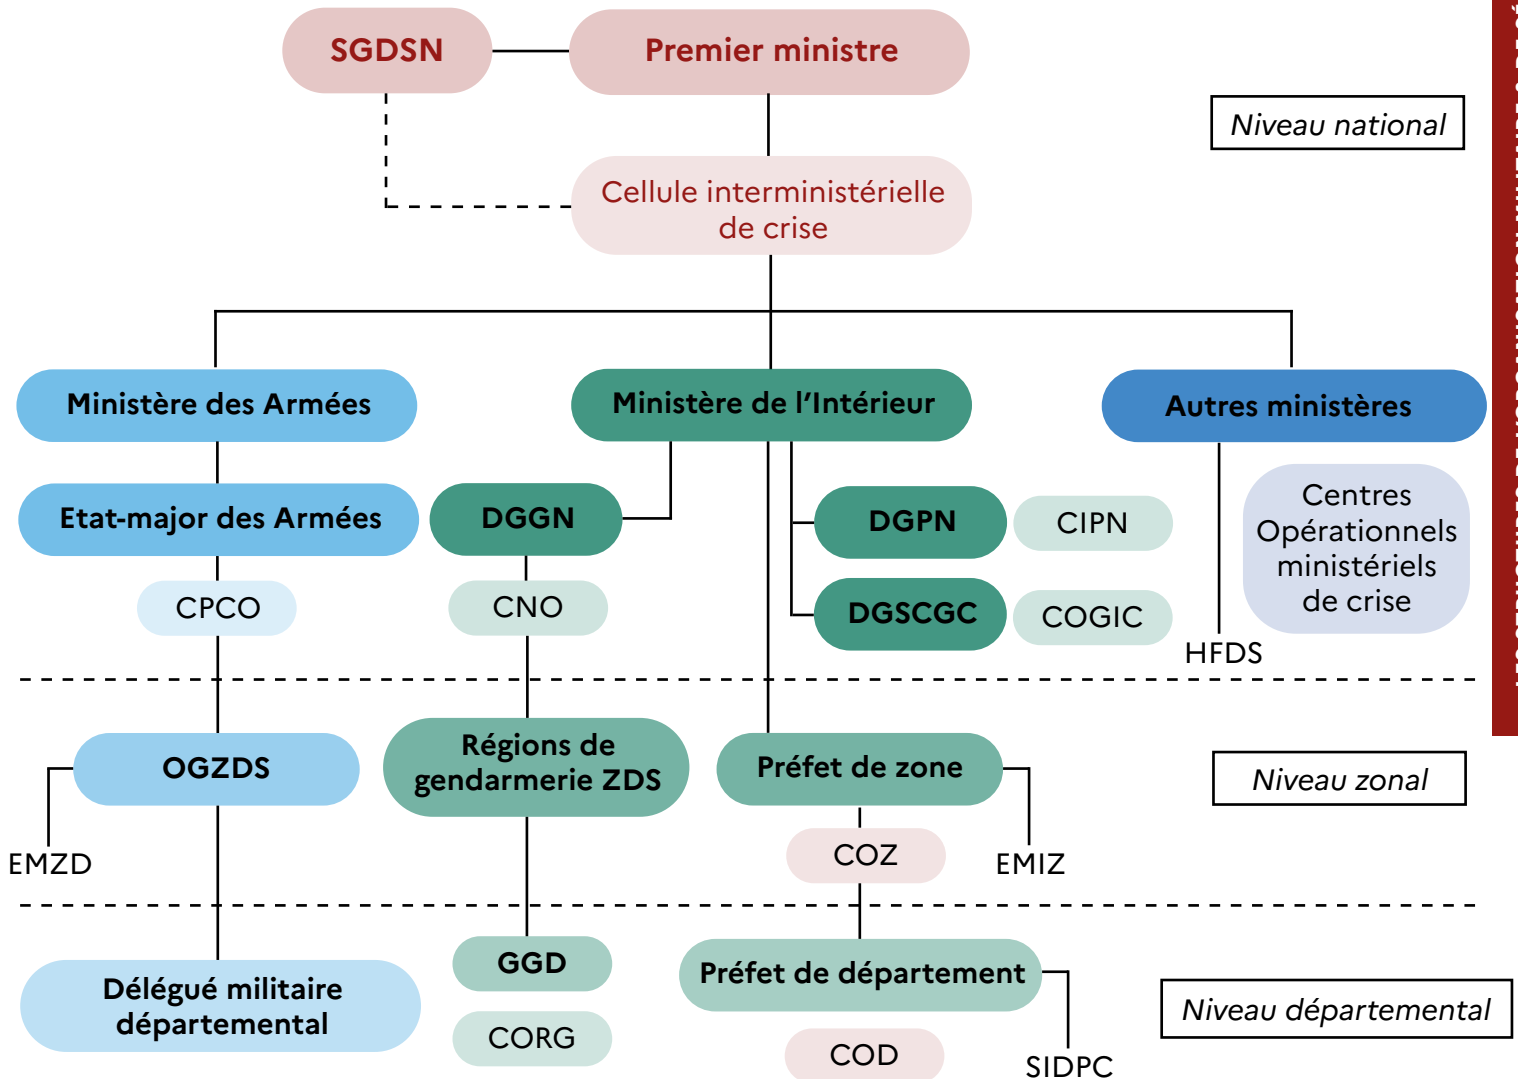 SGDSN
Premier ministre
Niveau national
Cellule interministérielle
de crise
Ministère des Armées
Ministère de l'Intérieur
Autres ministères
Etat-major des Armées
DGGN
DGPN
CIPN
Centres
Opérationnels
ministériels
de crise
CPCO
CNO
DGSCGC
COGIC
HFDS
OGZDS
Régions de
gendarmerie ZDS
Préfet de zone
Niveau zonal
EMZD
COZ
EMIZ
Délégué militaire
départemental
GGD
Préfet de département
Niveau départemental
CORG
COD
SIDPC